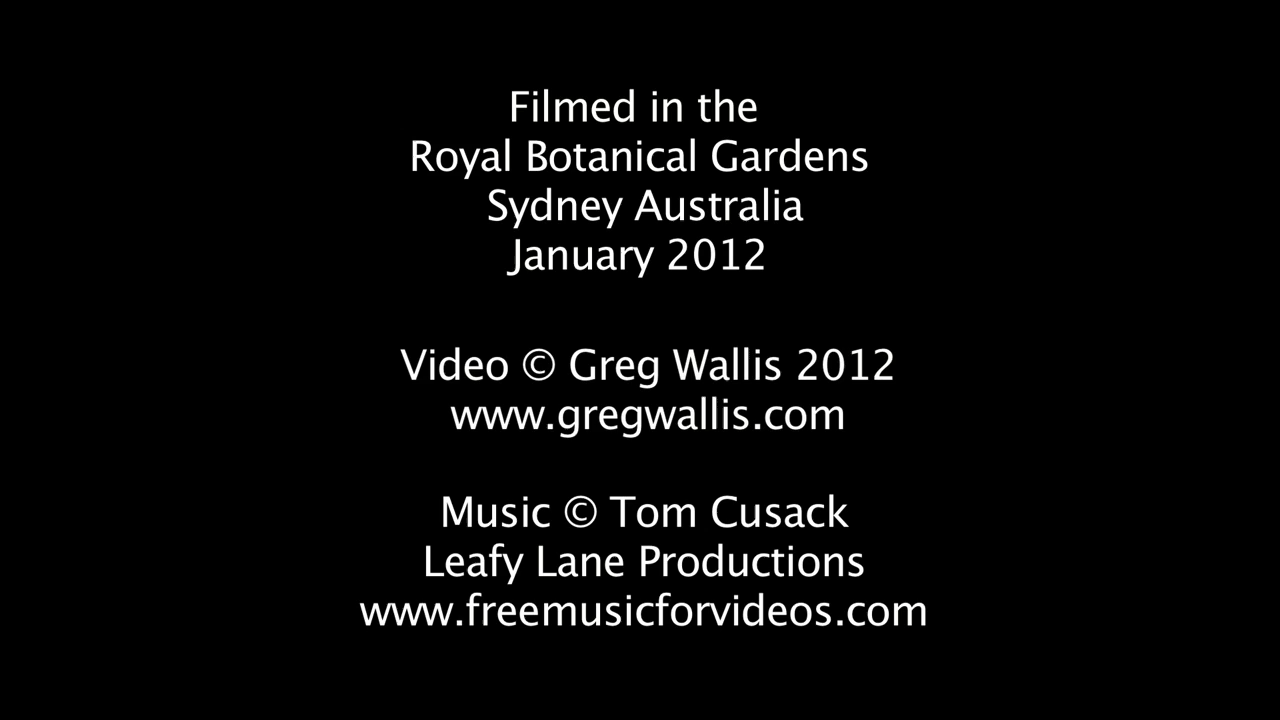 Filmed in the
Royal Botanical Gardens
Sydney Australia
January 2012
Video © Greg Wallis 2012
www.gregwallis.com
Music © Tom Cusack
Leafy Lane Productions
www.freemusicforvideos.com